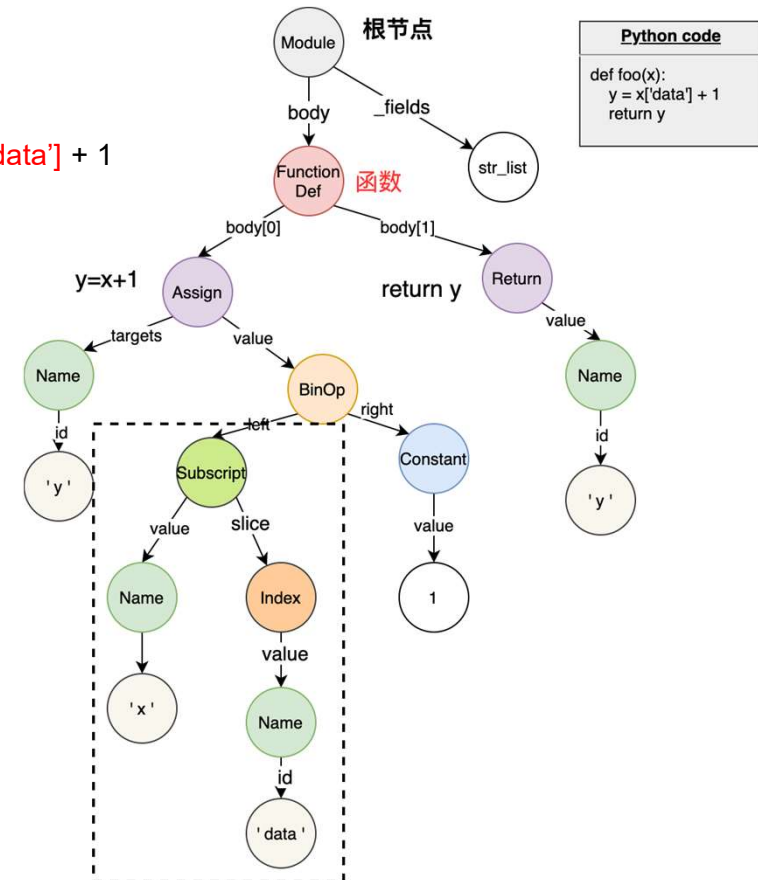 Module
根节点
Python code
def foo(x):
y = x['data'] + 1
return y
body
_fields
data’] + 1
Function
Def
函数
str_list
body[0]
body[1]
y=x+1
Assign
return y
Return
targets
value
value
Name
BinOp
Name
id
left
right
id
' y '
Subscript
Constant
' y '
value
slice
value
Name
Index
1
value
' x '
Name
id
' data '